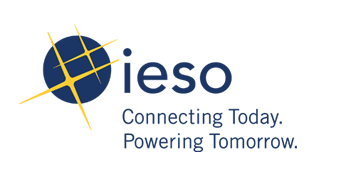 ieso
Connecting Today.
Powering Tomorrow.